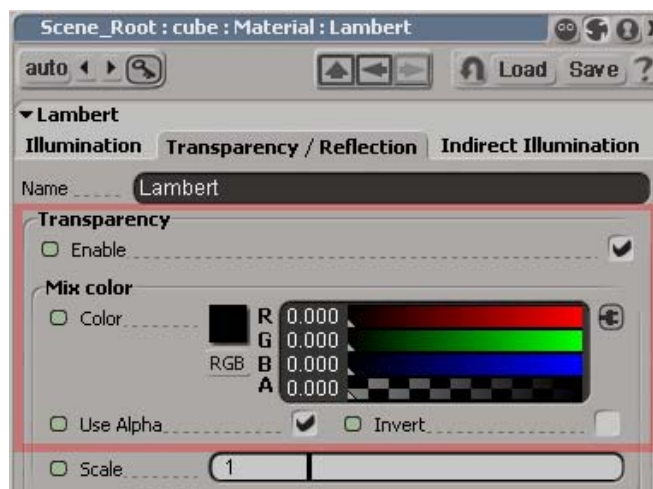 Scene_Root : cube : Material : Lambert
auto Load Save ?
Lambert
Illumination Transparency / Reflection Indirect Illumination
Name Lambert
Transparency
Enable
Mix color
Color R 0.000
G 0.000
RGB B 0.000
A 0.000
Use Alpha Invert
Scale 1